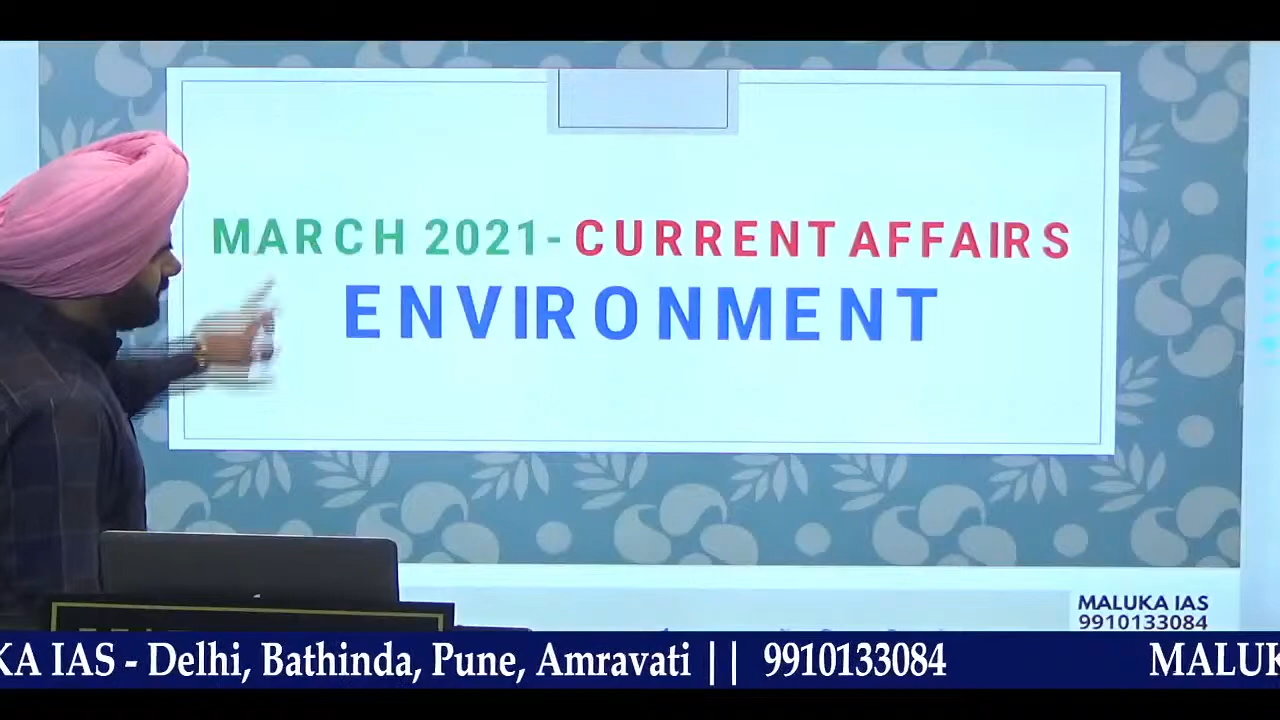 MARCH 2021- CURRENT AFFAIRS
ENVIRONMENT
MALUKA IAS
9910133084
KA IAS - Delhi, Bathinda, Pune, Amravati || 9910133084 MALUK